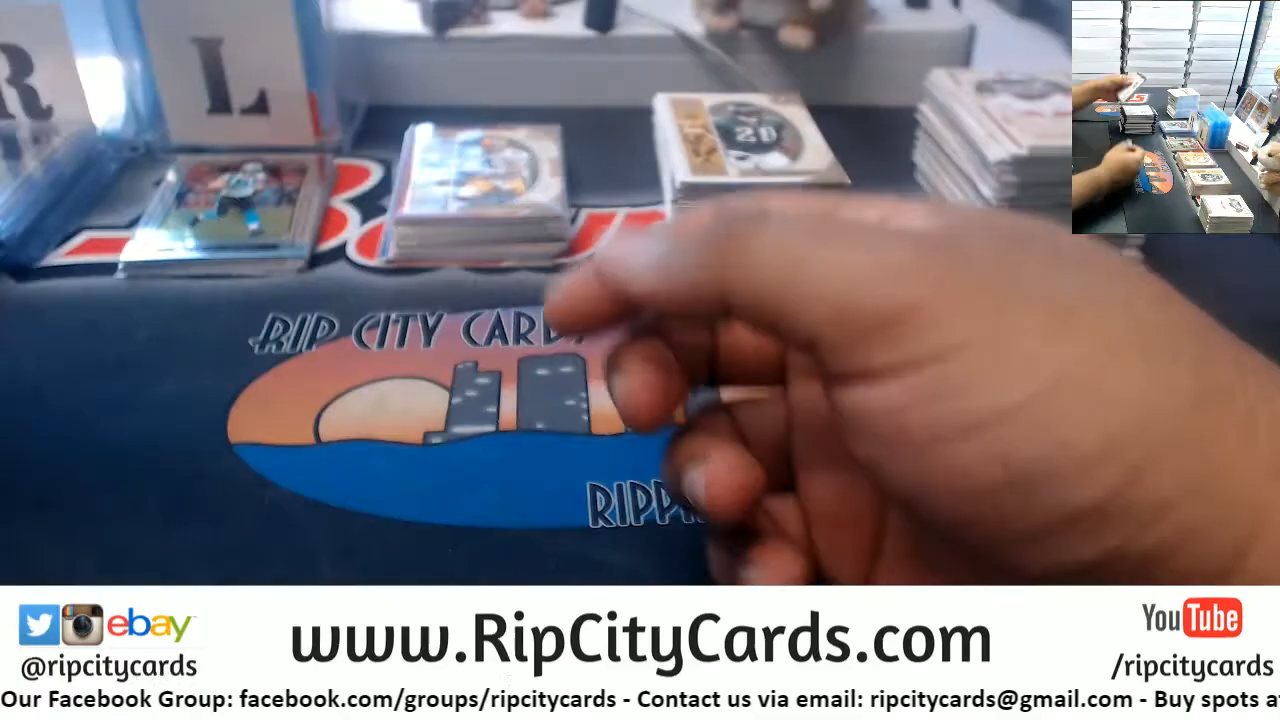 R
L
28
RIP CITY CARD
RIPP
ebay
@ripcitycards
www.RipCityCards.com
YouTube
/ripcitycards
Our Facebook Group: facebook.com/groups/ripcitycards - Contact us via email: ripcitycards@gmail.com - Buy spots a